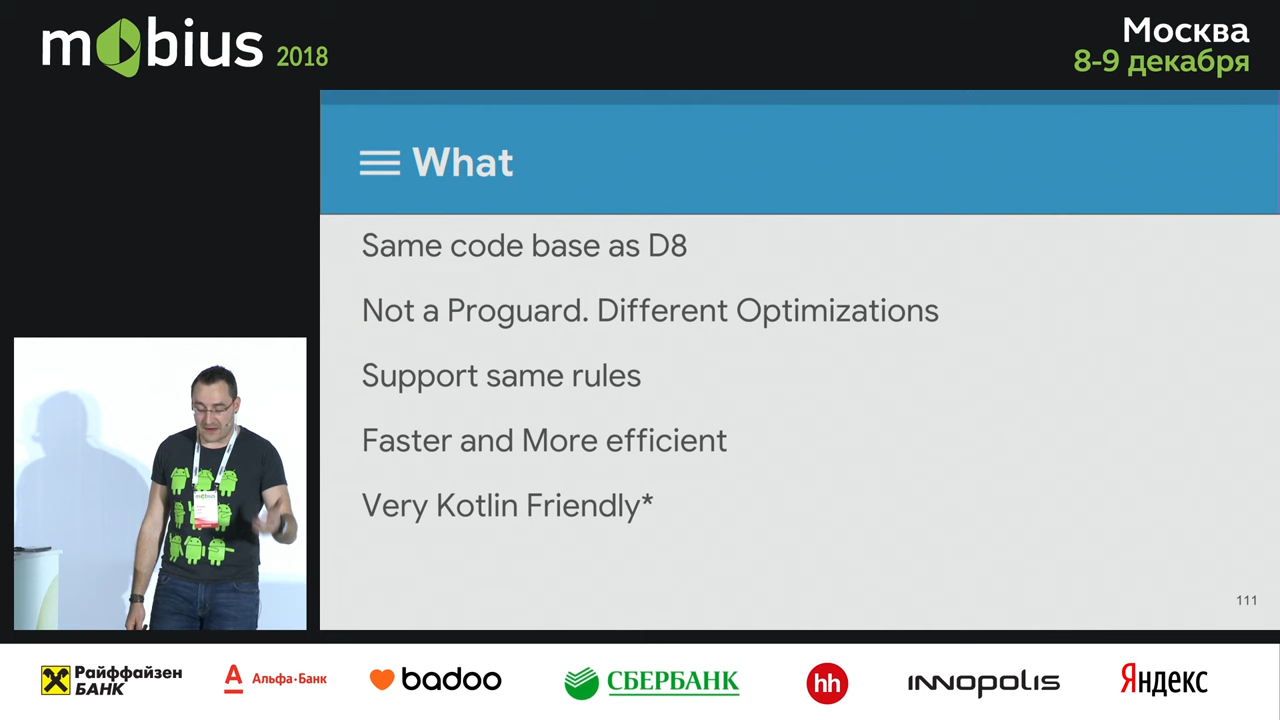 mobius 2018
Москва
8-9 декабря
What
Same code base as D8
Not a Proguard. Different Optimizations
Support same rules
Faster and More efficient
Very Kotlin Friendly*
111
mobius
Райффайзен
БАНК
А Альфа·Банк
badoo
СБЕРБАНК
hh
INNOPOLIS
Яндекс